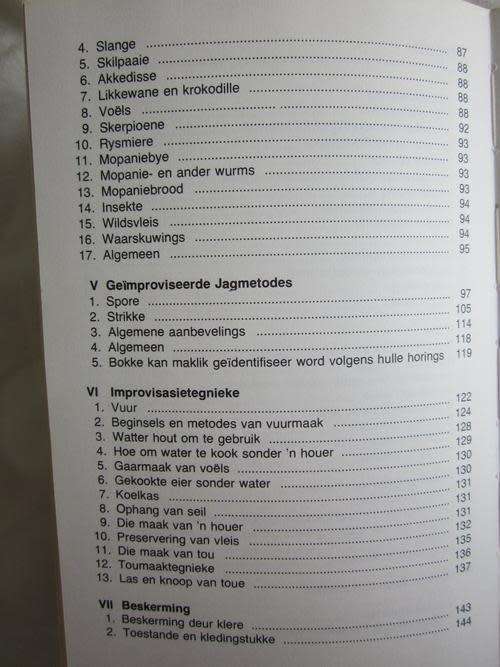 4. Slange ........ 87
5. Skilpaaie ........ 88
6. Akkedisse ........ 88
7. Likkewane en krokodille ........ 88
8. Voëls ........ 88
9. Skerpioene ........ 92
10. Rysmiere ........ 93
11. Mopaniebye ........ 93
12. Mopanie- en ander wurms ........ 93
13. Mopaniebrood ........ 93
14. Insekte ........ 94
15. Wildsvleis ........ 94
16. Waarskuwings ........ 94
17. Algemeen ........ 95
V Geïmproviseerde Jagmetodes
1. Spore ........ 97
2. Strikke ........ 105
3. Algemene aanbevelings ........ 114
4. Algemeen ........ 118
5. Bokke kan maklik geïdentifiseer word volgens hulle horings 119
VI Improvisasietegnieke
1. Vuur ........ 122
2. Beginsels en metodes van vuurmaak ........ 124
3. Watter hout om te gebruik ........ 128
4. Hoe om water te kook sonder 'n houer ........ 129
5. Gaarmaak van voëls ........ 130
6. Gekookte eier sonder water ........ 130
7. Koelkas ........ 131
8. Ophang van seil ........ 131
9. Die maak van 'n houer ........ 131
10. Preservering van vleis ........ 132
11. Die maak van tou ........ 135
12. Toumaaktegnieke ........ 136
13. Las en knoop van toue ........ 137
VII Beskerming
1. Beskerming deur klere ........ 143
2. Toestande en kledingstukke ........ 144